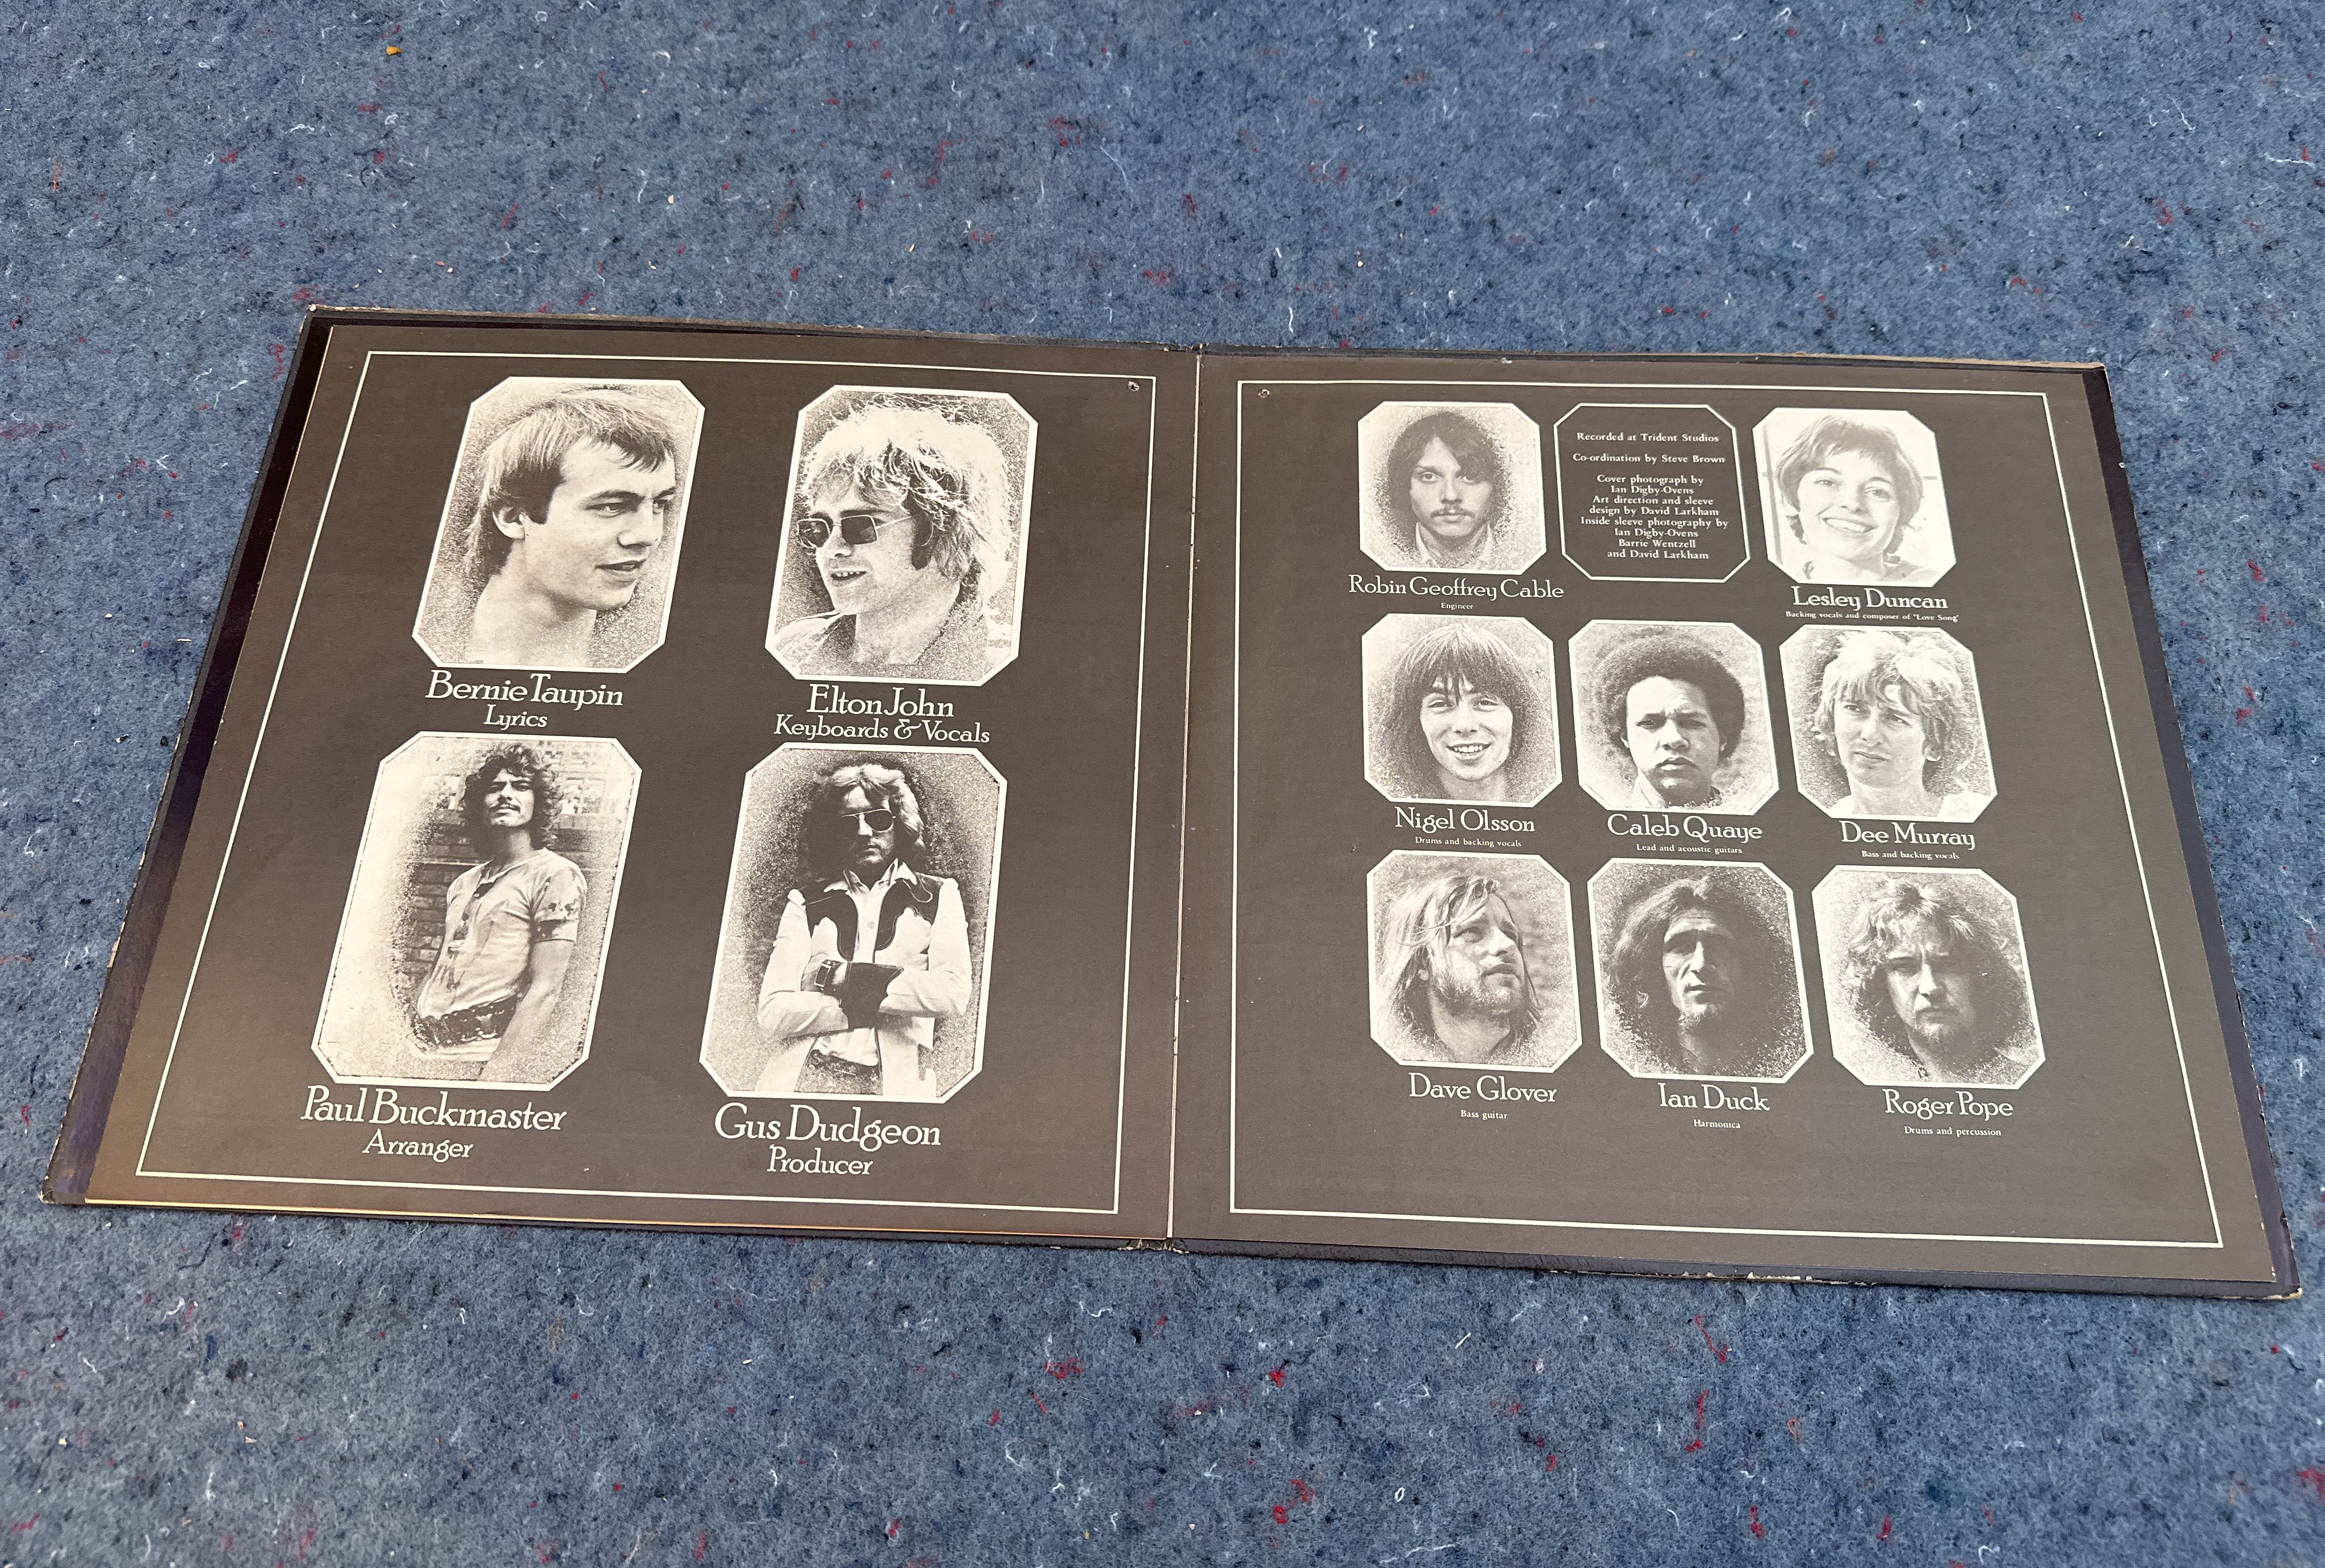 Bernie Taupin
Lyrics
Elton John
Keyboards & Vocals
Paul Buckmaster
Arranger
Gus Dudgeon
Producer
Robin Geoffrey Cable
Engineer
Recorded at Trident Studios
Co-ordination by Steve Brown
Cover photograph by
Ian Digby-Ovens
Art direction and sleeve
design by David Larkham
Inside sleeve photography by
Ian Digby-Ovens
Barrie Wentzell
and David Larkham
Lesley Duncan
Backing vocals and composer of "Love Song"
Nigel Olsson
Drums and backing vocals
Caleb Quaye
Lead and acoustic guitars
Dee Murray
Bass and backing vocals
Dave Glover
Bass guitar
Ian Duck
Harmonica
Roger Pope
Drums and percussion